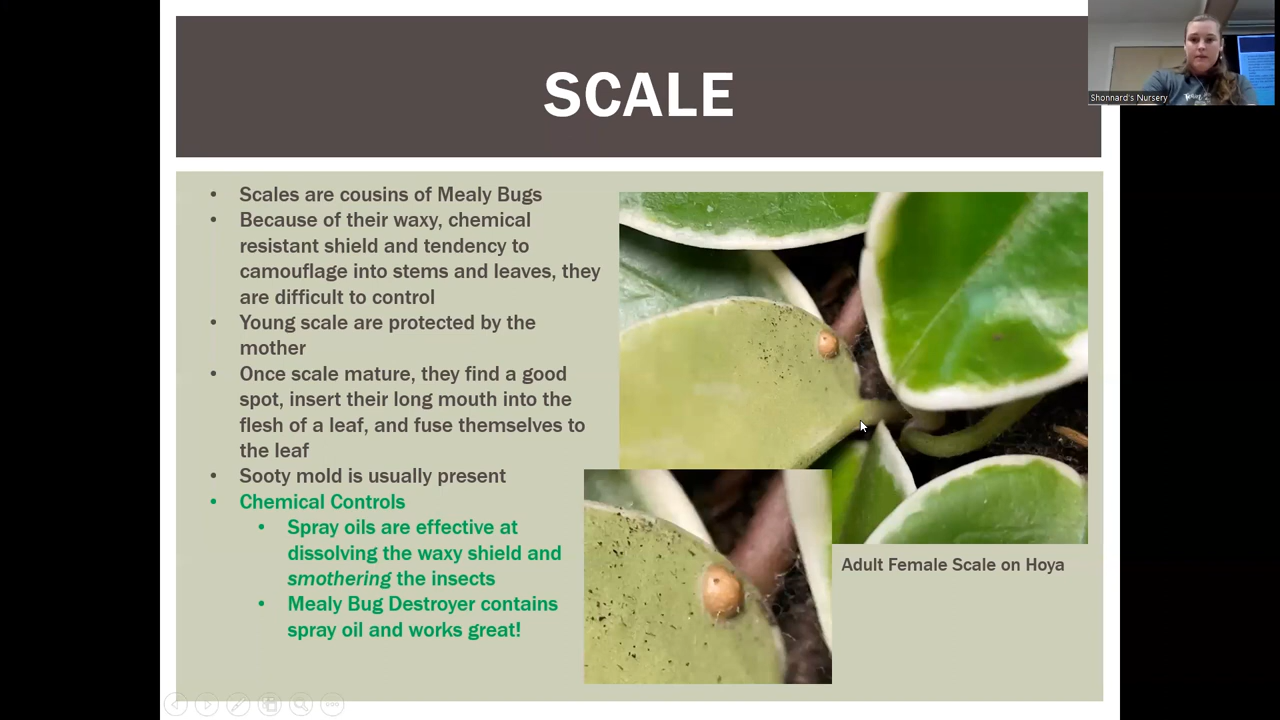 SCALE
Shonnard's Nursery
• Scales are cousins of Mealy Bugs
• Because of their waxy, chemical
resistant shield and tendency to
camouflage into stems and leaves, they
are difficult to control
• Young scale are protected by the
mother
• Once scale mature, they find a good
spot, insert their long mouth into the
flesh of a leaf, and fuse themselves to
the leaf
• Sooty mold is usually present
• Chemical Controls
• Spray oils are effective at
dissolving the waxy shield and
smothering the insects
• Mealy Bug Destroyer contains
spray oil and works great!
Adult Female Scale on Hoya